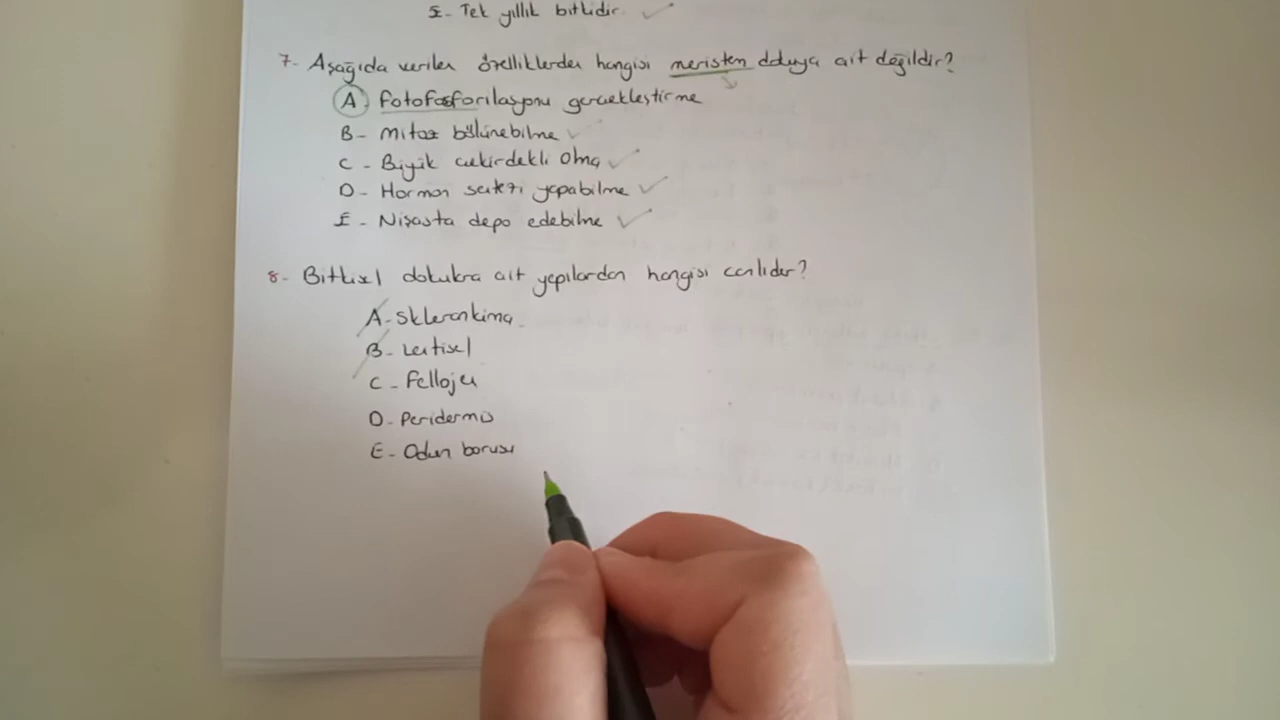 E- Tek yıllık bitkidir.
7- Aşağıda verilen özelliklerden hangisi meristem dokuya ait değildir?
A) fotofosforilasyonu gerçekleştirme
B- Mitoz bölünebilme
C- Büyük çekirdekli olma
D- Hormon sentezi yapabilme
E- Nişasta depo edebilme
8- Bitkisel dokulara ait yapılardan hangisi canlıdır?
A- Sklerankima
B- Lentisel
C- Fellojen
D- Peridermis
E- Odun borusu